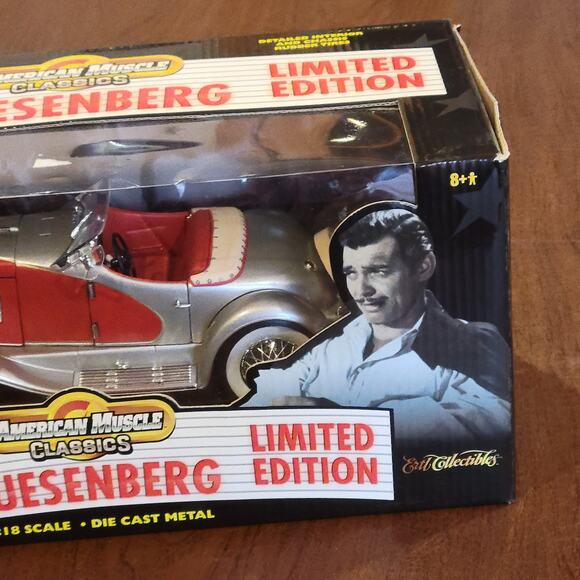 DETAILED INTERIOR
AND CHASSIS
RUBBER TIRES
AMERICAN MUSCLE
CLASSICS
ESENBERG
LIMITED
EDITION
8+
AMERICAN MUSCLE
CLASSICS
UESENBERG
LIMITED
EDITION
Ertl Collectibles
:18 SCALE • DIE CAST METAL